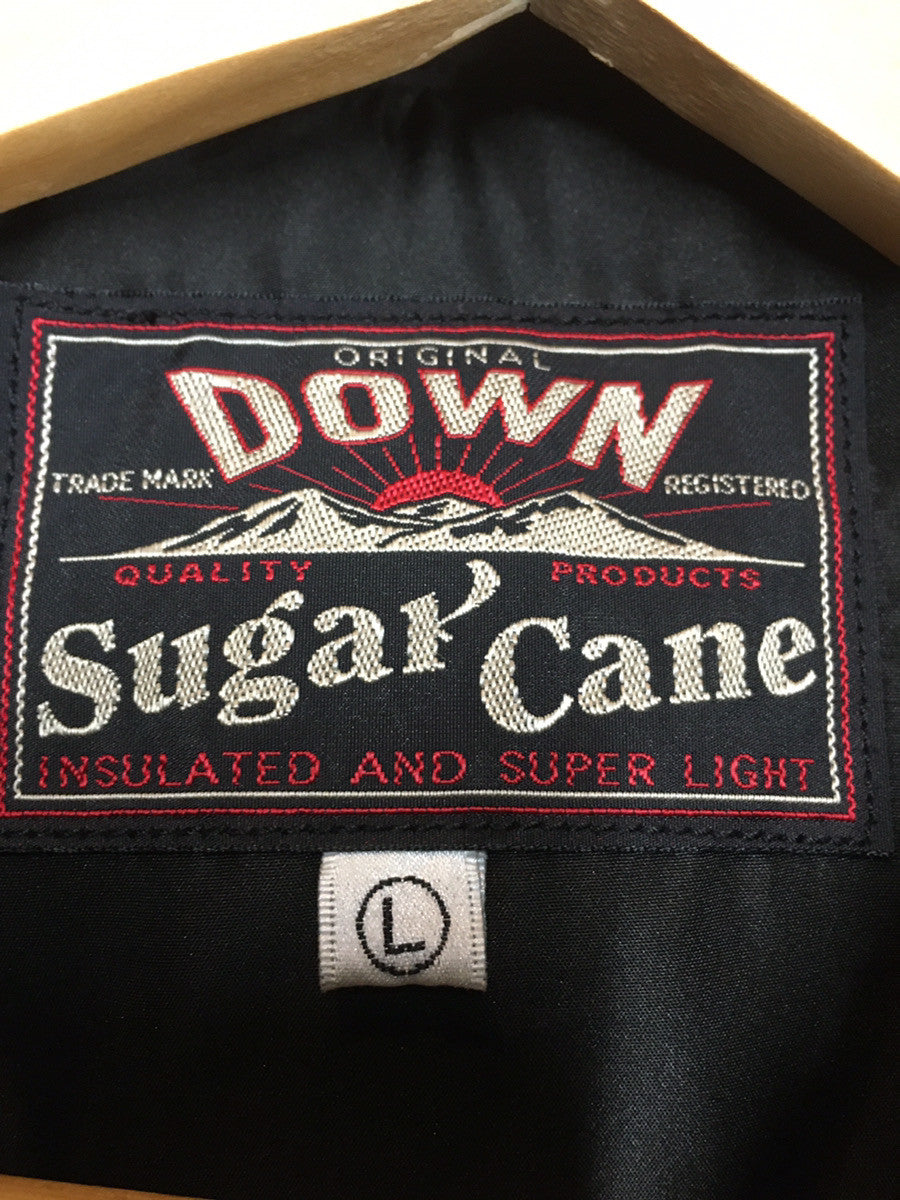 ORIGINAL
DOWN
TRADE MARK REGISTERED
QUALITY PRODUCTS
Sugar Cane
INSULATED AND SUPER LIGHT
L